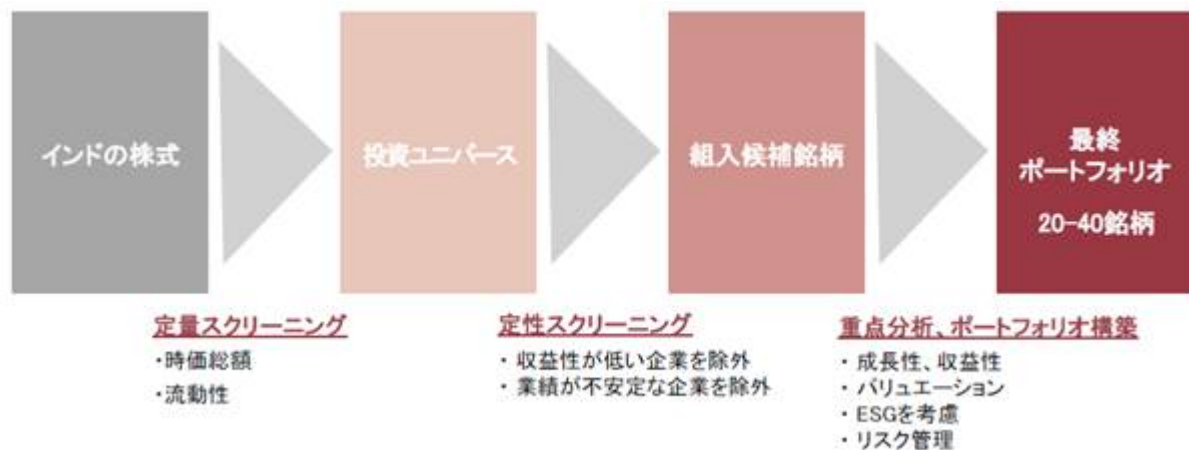 インドの株式
投資ユニバース
組入候補銘柄
最終
ポートフォリオ
20-40銘柄
定量スクリーニング
・時価総額
・流動性
定性スクリーニング
・ 収益性が低い企業を除外
・ 業績が不安定な企業を除外
重点分析、ポートフォリオ構築
・ 成長性、収益性
・ バリュエーション
・ ESGを考慮
・ リスク管理